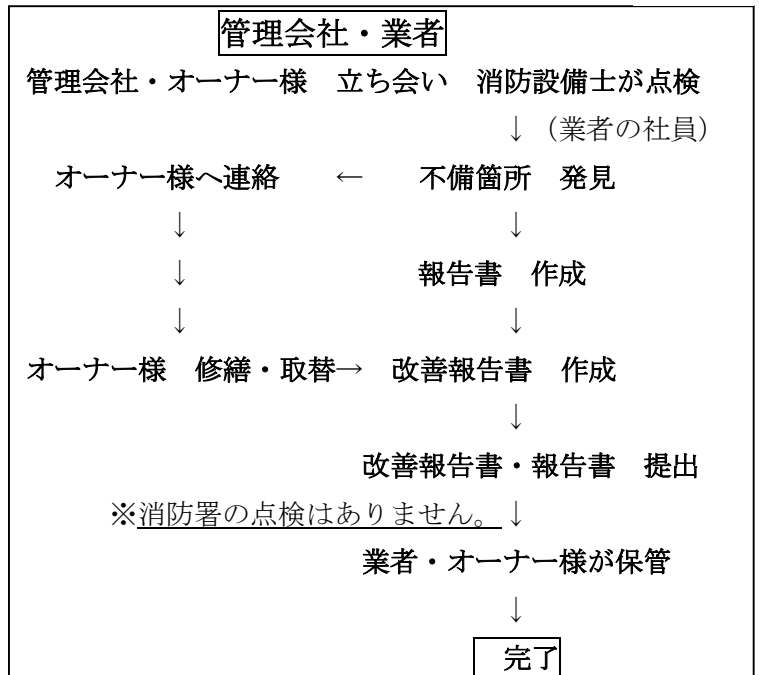 管理会社・業者
管理会社・オーナー様　立ち会い　消防設備士が点検
↓（業者の社員）
オーナー様へ連絡　←　不備箇所　発見
↓　↓
↓　報告書　作成
↓　↓
オーナー様　修繕・取替→　改善報告書　作成
↓
改善報告書・報告書　提出
※消防署の点検はありません。↓
業者・オーナー様が保管
↓
完了